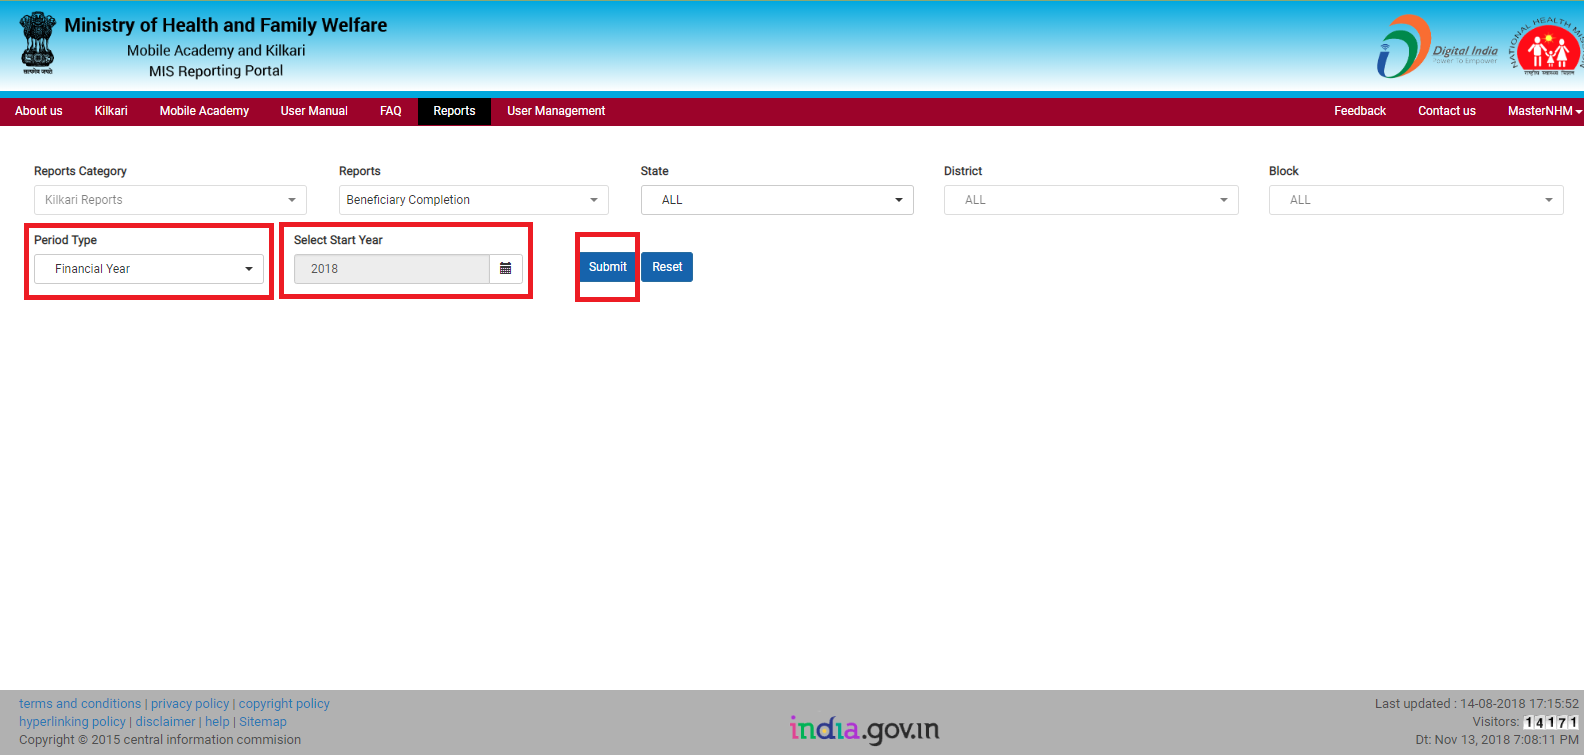 Ministry of Health and Family Welfare
Mobile Academy and Kilkari
MIS Reporting Portal
सत्यमेव जयते
Digital India
Power To Empower
NATIONAL HEALTH MISSION
राष्ट्रीय स्वास्थ्य मिशन
About us Kilkari Mobile Academy User Manual FAQ Reports User Management Feedback Contact us MasterNHM
Reports Category Reports State District Block
Kilkari Reports Beneficiary Completion ALL ALL ALL
Period Type Select Start Year
Financial Year 2018 Submit Reset
terms and conditions | privacy policy | copyright policy
hyperlinking policy | disclaimer | help | Sitemap
Copyright © 2015 central information commision
india.gov.in
Last updated : 14-08-2018 17:15:52
Visitors: 14171
Dt: Nov 13, 2018 7:08:11 PM